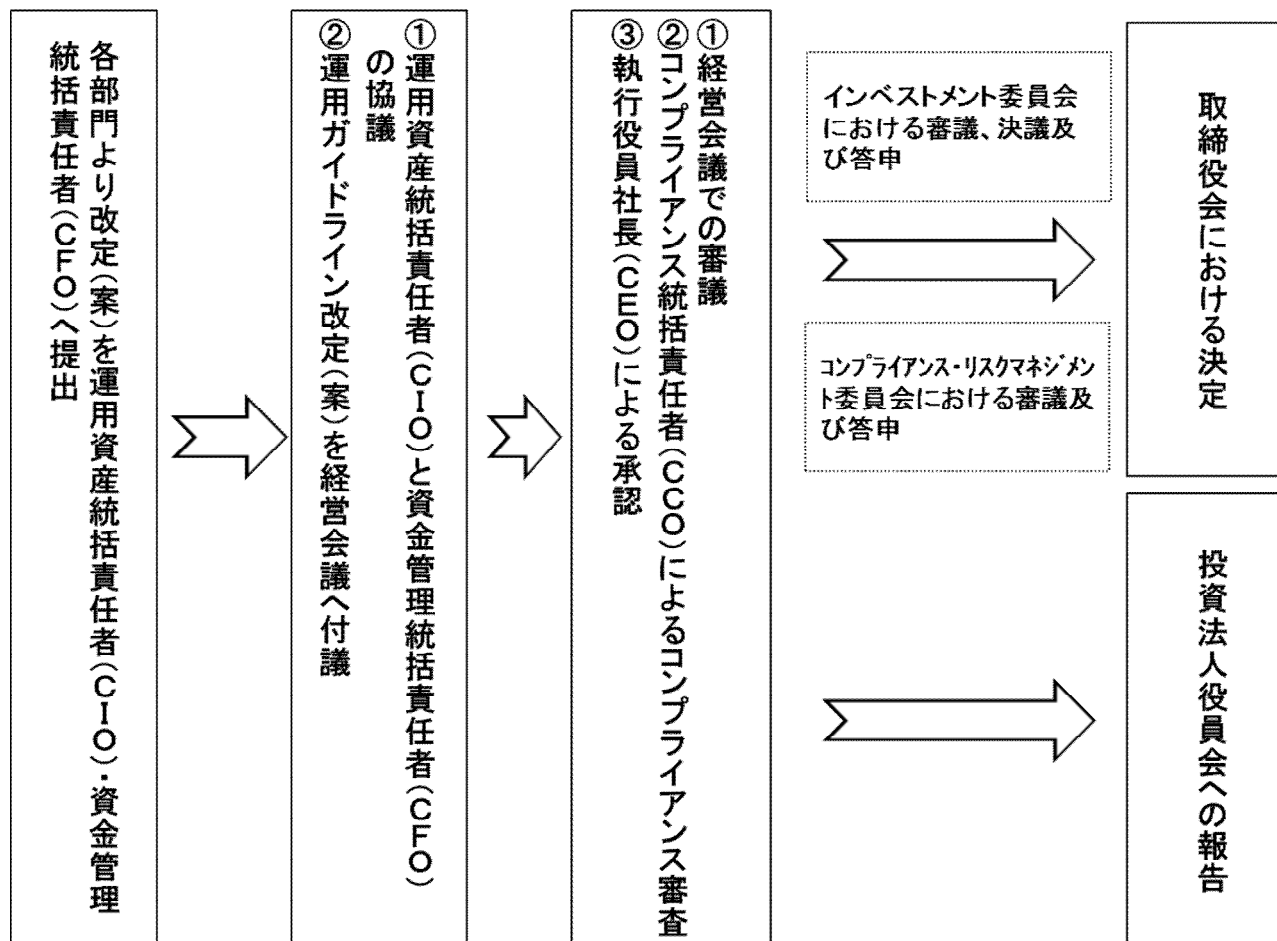 各部門より改定(案)を運用資産統括責任者(CIO)・資金管理
統括責任者(CFO)へ提出
①運用資産統括責任者(CIO)と資金管理統括責任者(CFO)
の協議
②運用ガイドライン改定(案)を経営会議へ付議
①経営会議での審議
②コンプライアンス統括責任者(CCO)によるコンプライアンス審査
③執行役員社長(CEO)による承認
インベストメント委員会
における審議、決議及
び答申
コンプライアンス・リスクマネジメン
ト委員会における審議及
び答申
取締役会における決定
投資法人役員会への報告